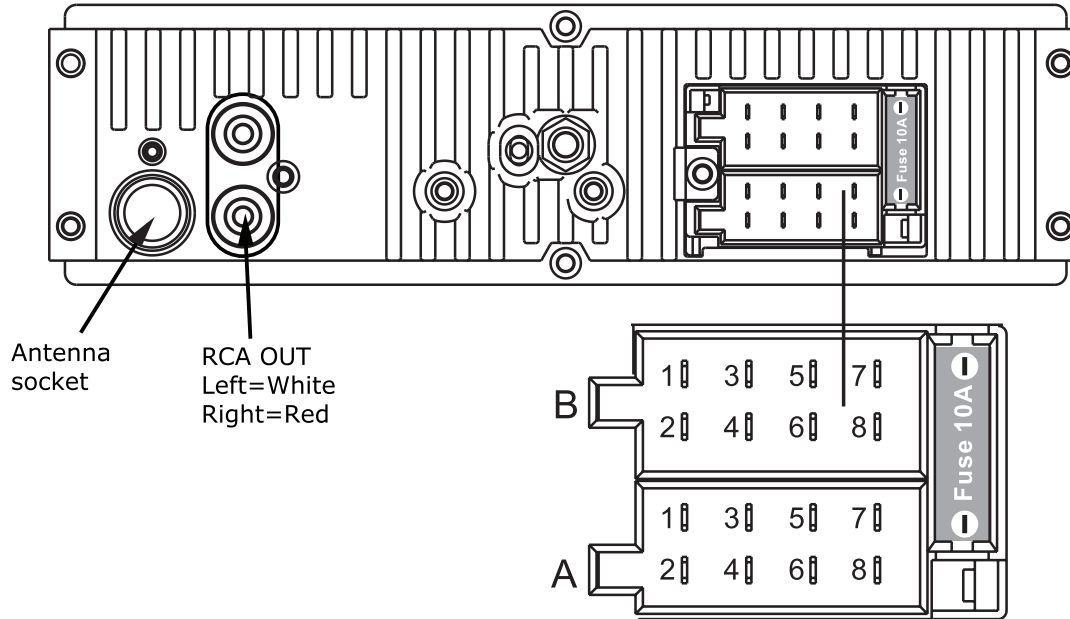 Fuse 10A
Antenna
socket
RCA OUT
Left=White
Right=Red
B
1 3 5 7
2 4 6 8
A
1 3 5 7
2 4 6 8
Fuse 10A